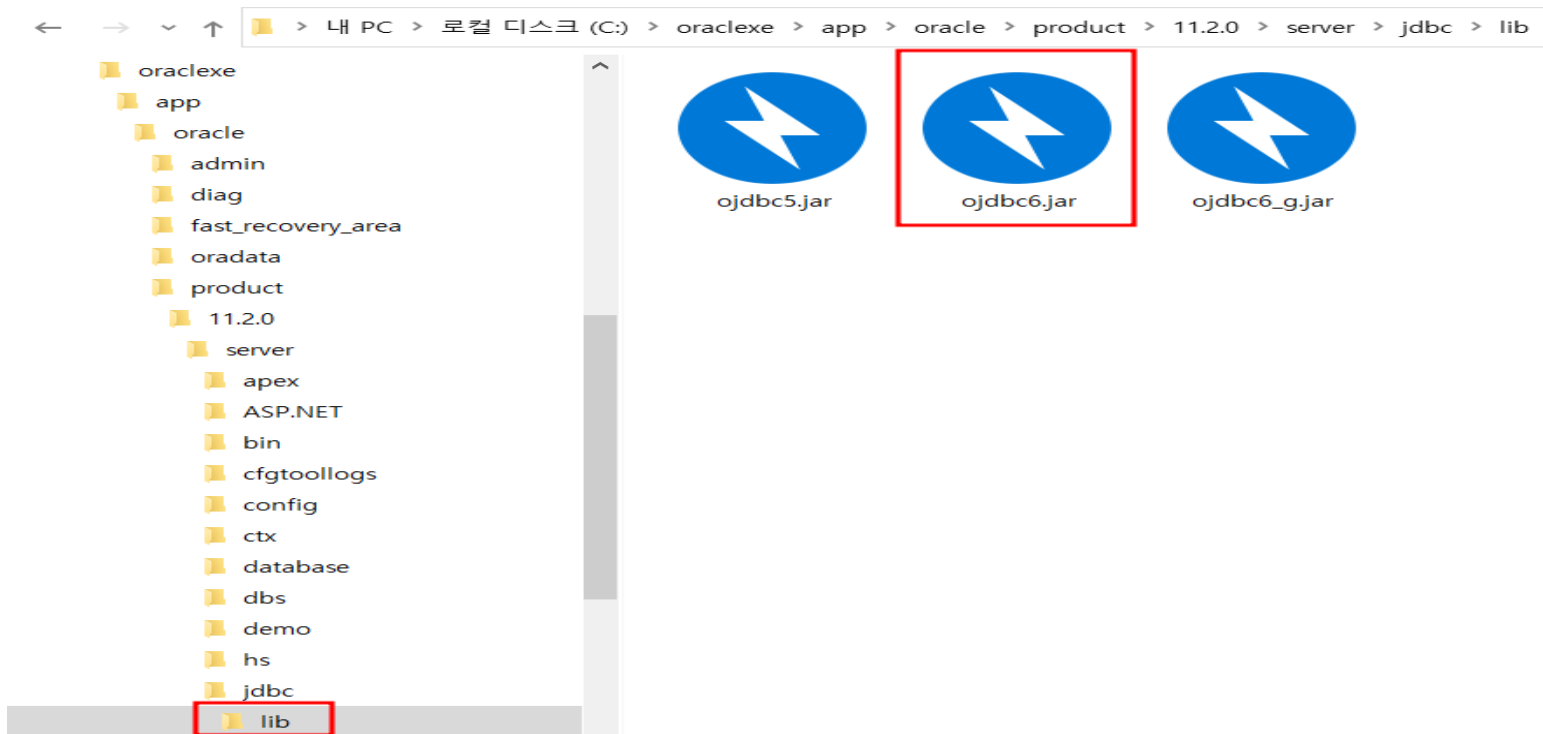 > 내 PC > 로컬 디스크 (C:) > oraclexe > app > oracle > product > 11.2.0 > server > jdbc > lib
oraclexe
app
oracle
admin
diag
fast_recovery_area
oradata
product
11.2.0
server
apex
ASP.NET
bin
cfgtoollogs
config
ctx
database
dbs
demo
hs
jdbc
lib
ojdbc5.jar
ojdbc6.jar
ojdbc6_g.jar